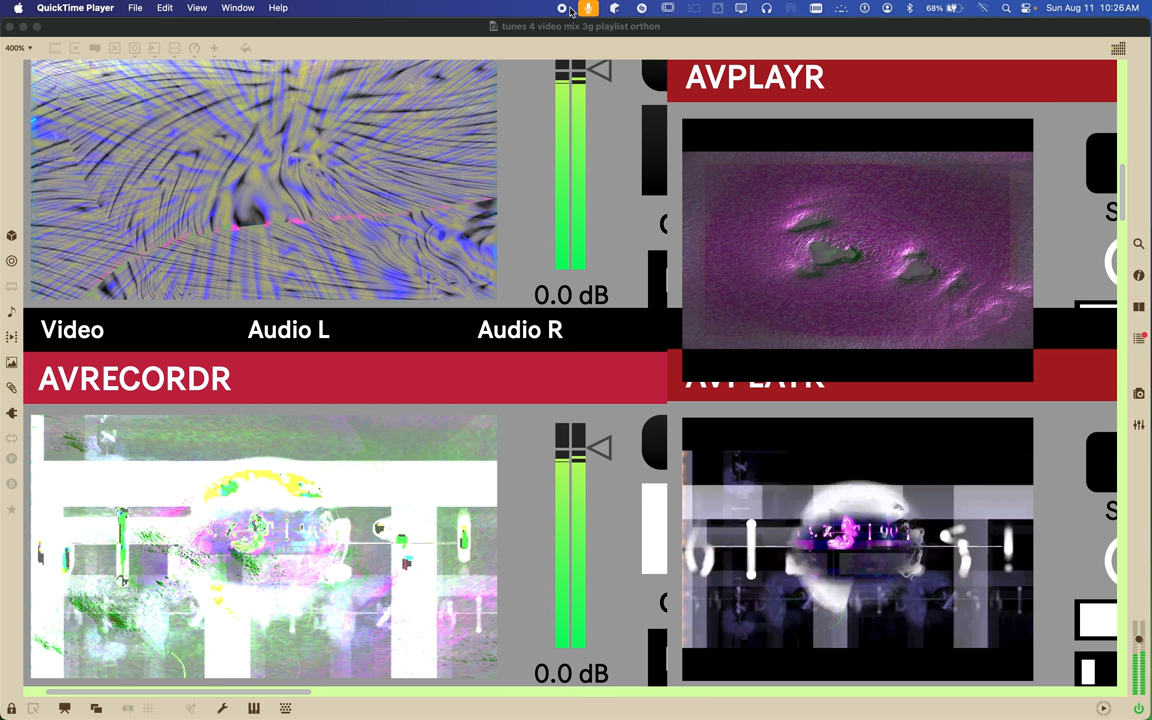 QuickTime Player File Edit View Window Help 68% Sun Aug 11 10:26 AM
tunes 4 video mix 3g playlist orthon
400%
AVPLAYR
S
0.0 dB
Video Audio L Audio R
AVRECORDR
AVPLAYR
S
0.0 dB